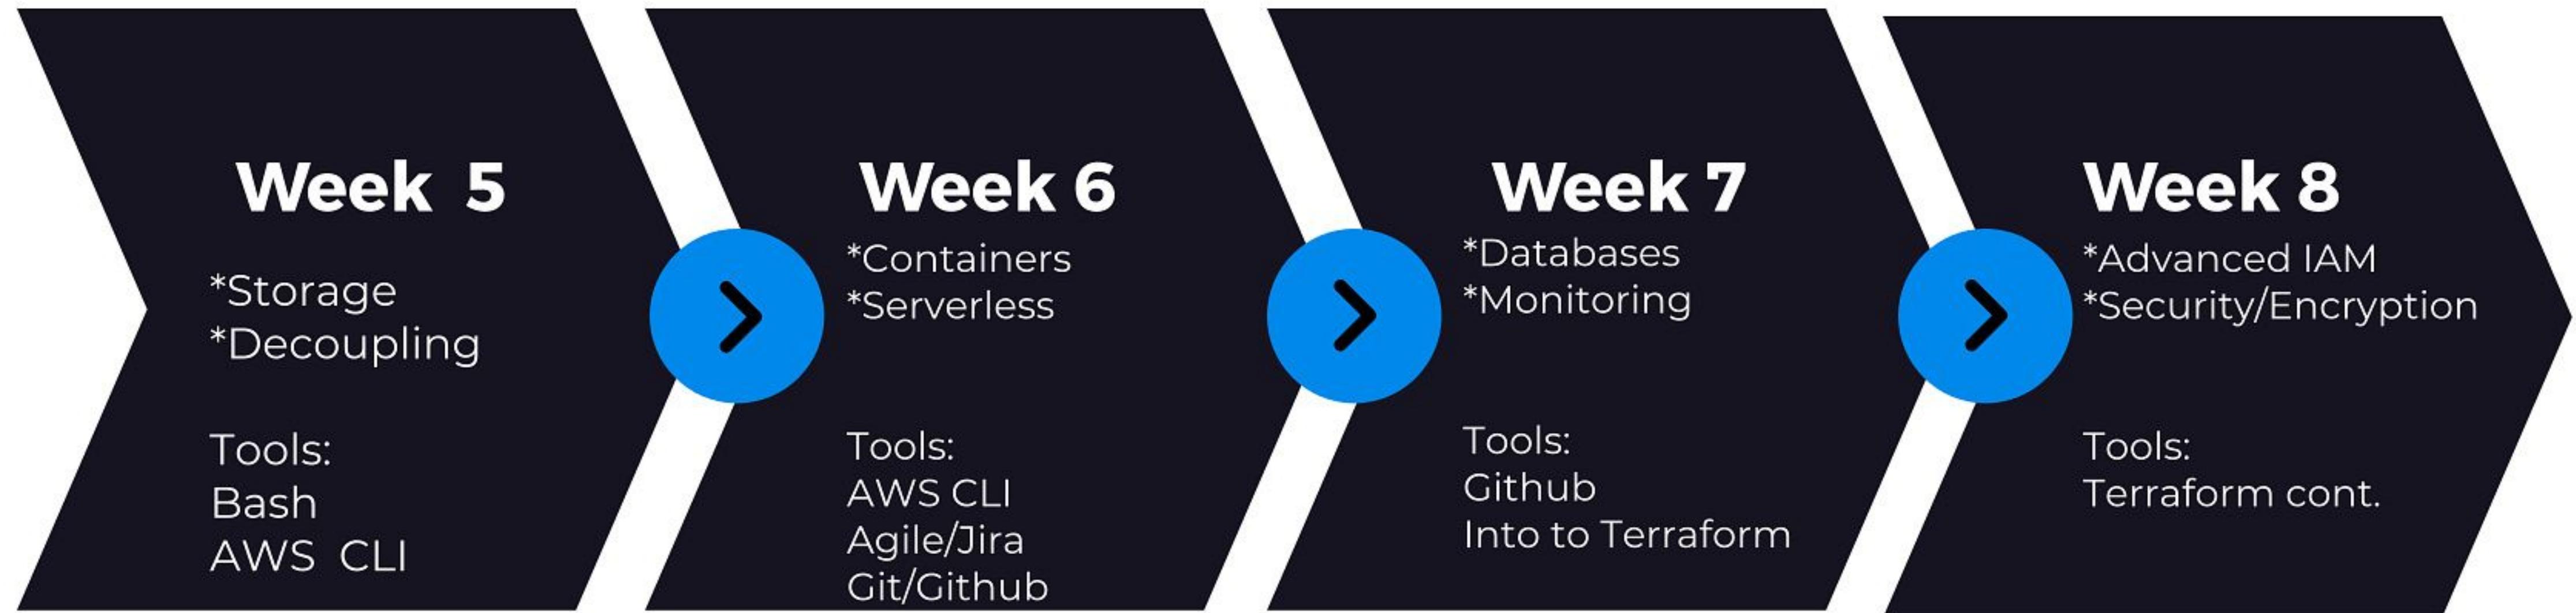 Week 5
*Storage
*Decoupling
Tools:
Bash
AWS CLI
Week 6
*Containers
*Serverless
Tools:
AWS CLI
Agile/Jira
Git/Github
Week 7
*Databases
*Monitoring
Tools:
Github
Into to Terraform
Week 8
*Advanced IAM
*Security/Encryption
Tools:
Terraform cont.